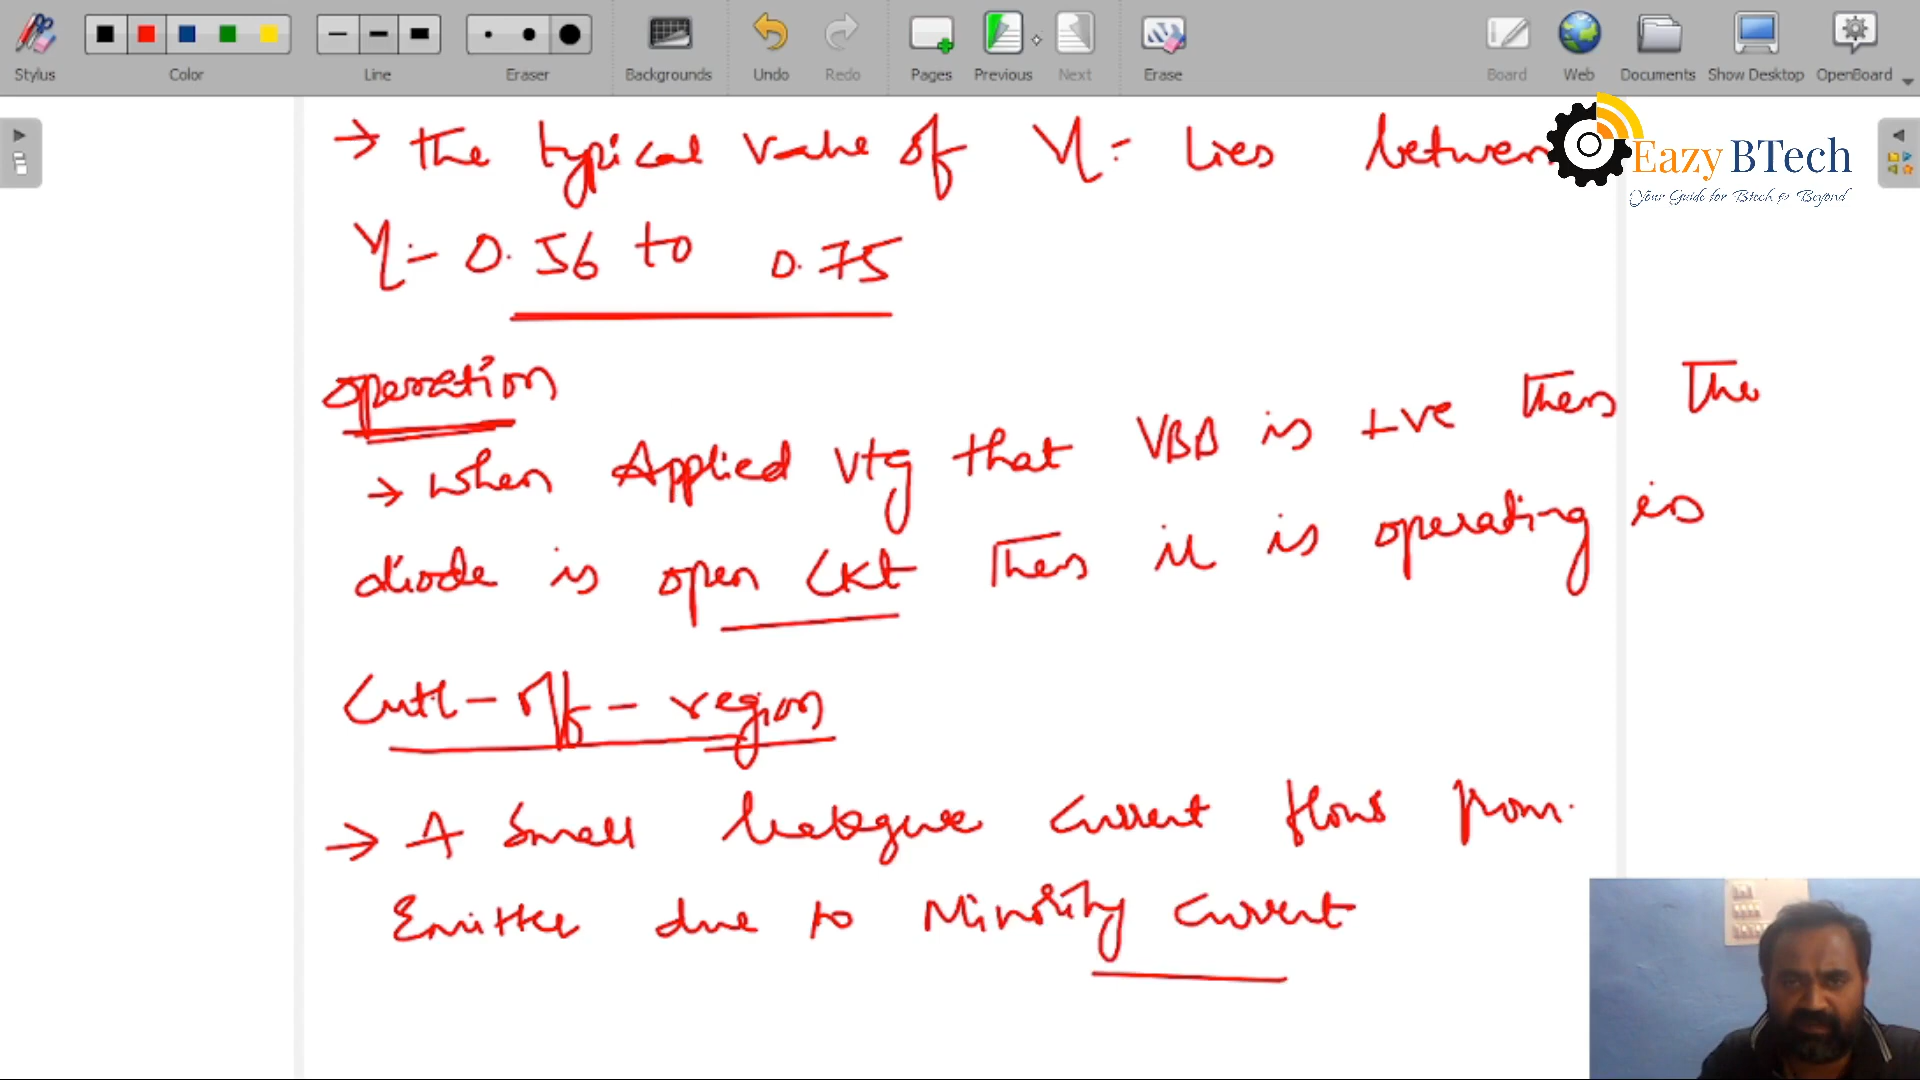 Stylus
Color
Line
Eraser
Backgrounds
Undo
Redo
Pages
Previous
Next
Erase
Board
Web
Documents
Show Desktop
OpenBoard
Eazy BTech
Your Guide for Btech & Beyond
→ The typical value of η = lies between
η = 0.56 to 0.75
operation
→ when Applied vtg that VBB is +ve then the
diode is open CKt then it is operating in
Cutt-off-region
→ A small leakage current flows from
Emitter due to Minority current